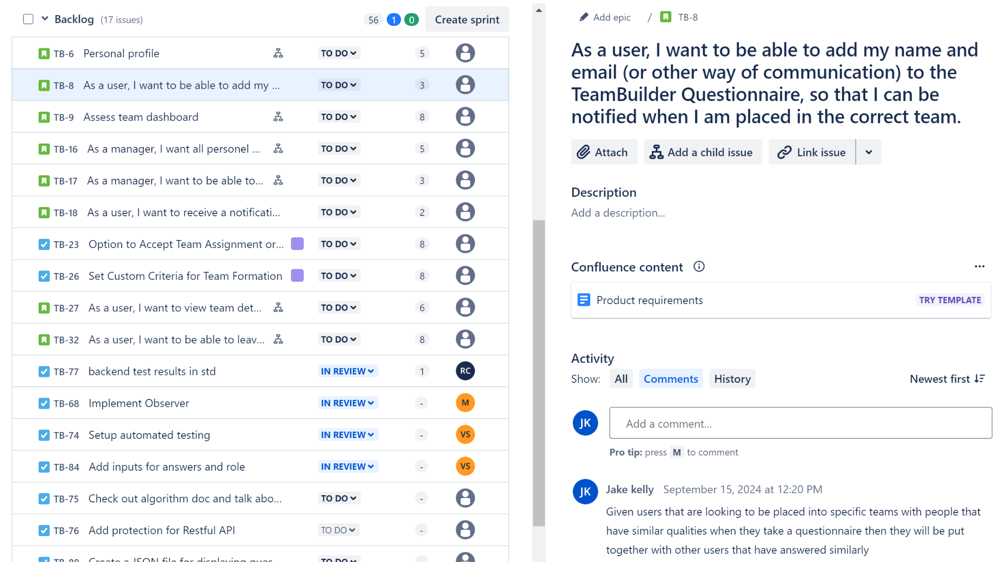 Backlog (17 issues) 56 1 0 Create sprint
TB-6 Personal profile TO DO 5
TB-8 As a user, I want to be able to add my ... TO DO 3
TB-9 Assess team dashboard TO DO 8
TB-16 As a manager, I want all personel ... TO DO 5
TB-17 As a manager, I want to be able to... TO DO 3
TB-18 As a user, I want to receive a notificati... TO DO 2
TB-23 Option to Accept Team Assignment or... TO DO 8
TB-26 Set Custom Criteria for Team Formation TO DO 8
TB-27 As a user, I want to view team det... TO DO 6
TB-32 As a user, I want to be able to leav... TO DO 8
TB-77 backend test results in std IN REVIEW 1 RC
TB-68 Implement Observer IN REVIEW - M
TB-74 Setup automated testing IN REVIEW - VS
TB-84 Add inputs for answers and role IN REVIEW - VS
TB-75 Check out algorithm doc and talk abo... TO DO -
TB-76 Add protection for Restful API TO DO -
TB-80 Create a JSON file for displaying ques... TO DO
Add epic / TB-8
As a user, I want to be able to add my name and
email (or other way of communication) to the
TeamBuilder Questionnaire, so that I can be
notified when I am placed in the correct team.
Attach Add a child issue Link issue
Description
Add a description...
Confluence content
Product requirements TRY TEMPLATE
Activity
Show: All Comments History Newest first
JK Add a comment...
Pro tip: press M to comment
JK Jake kelly September 15, 2024 at 12:20 PM
Given users that are looking to be placed into specific teams with people that
have similar qualities when they take a questionnaire then they will be put
together with other users that have answered similarly